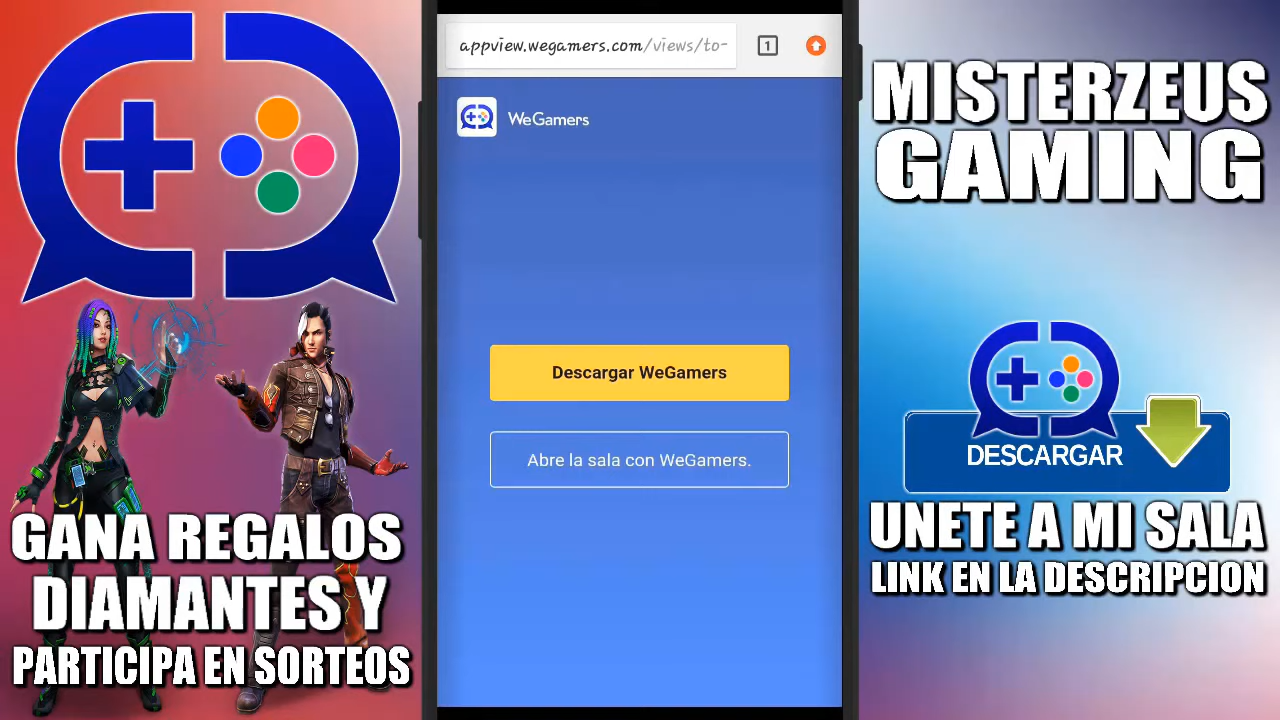 GANA REGALOS
DIAMANTES Y
PARTICIPA EN SORTEOS
appview.wegamers.com/views/to-
1
WeGamers
Descargar WeGamers
Abre la sala con WeGamers.
MISTERZEUS
GAMING
DESCARGAR
UNETE A MI SALA
LINK EN LA DESCRIPCION